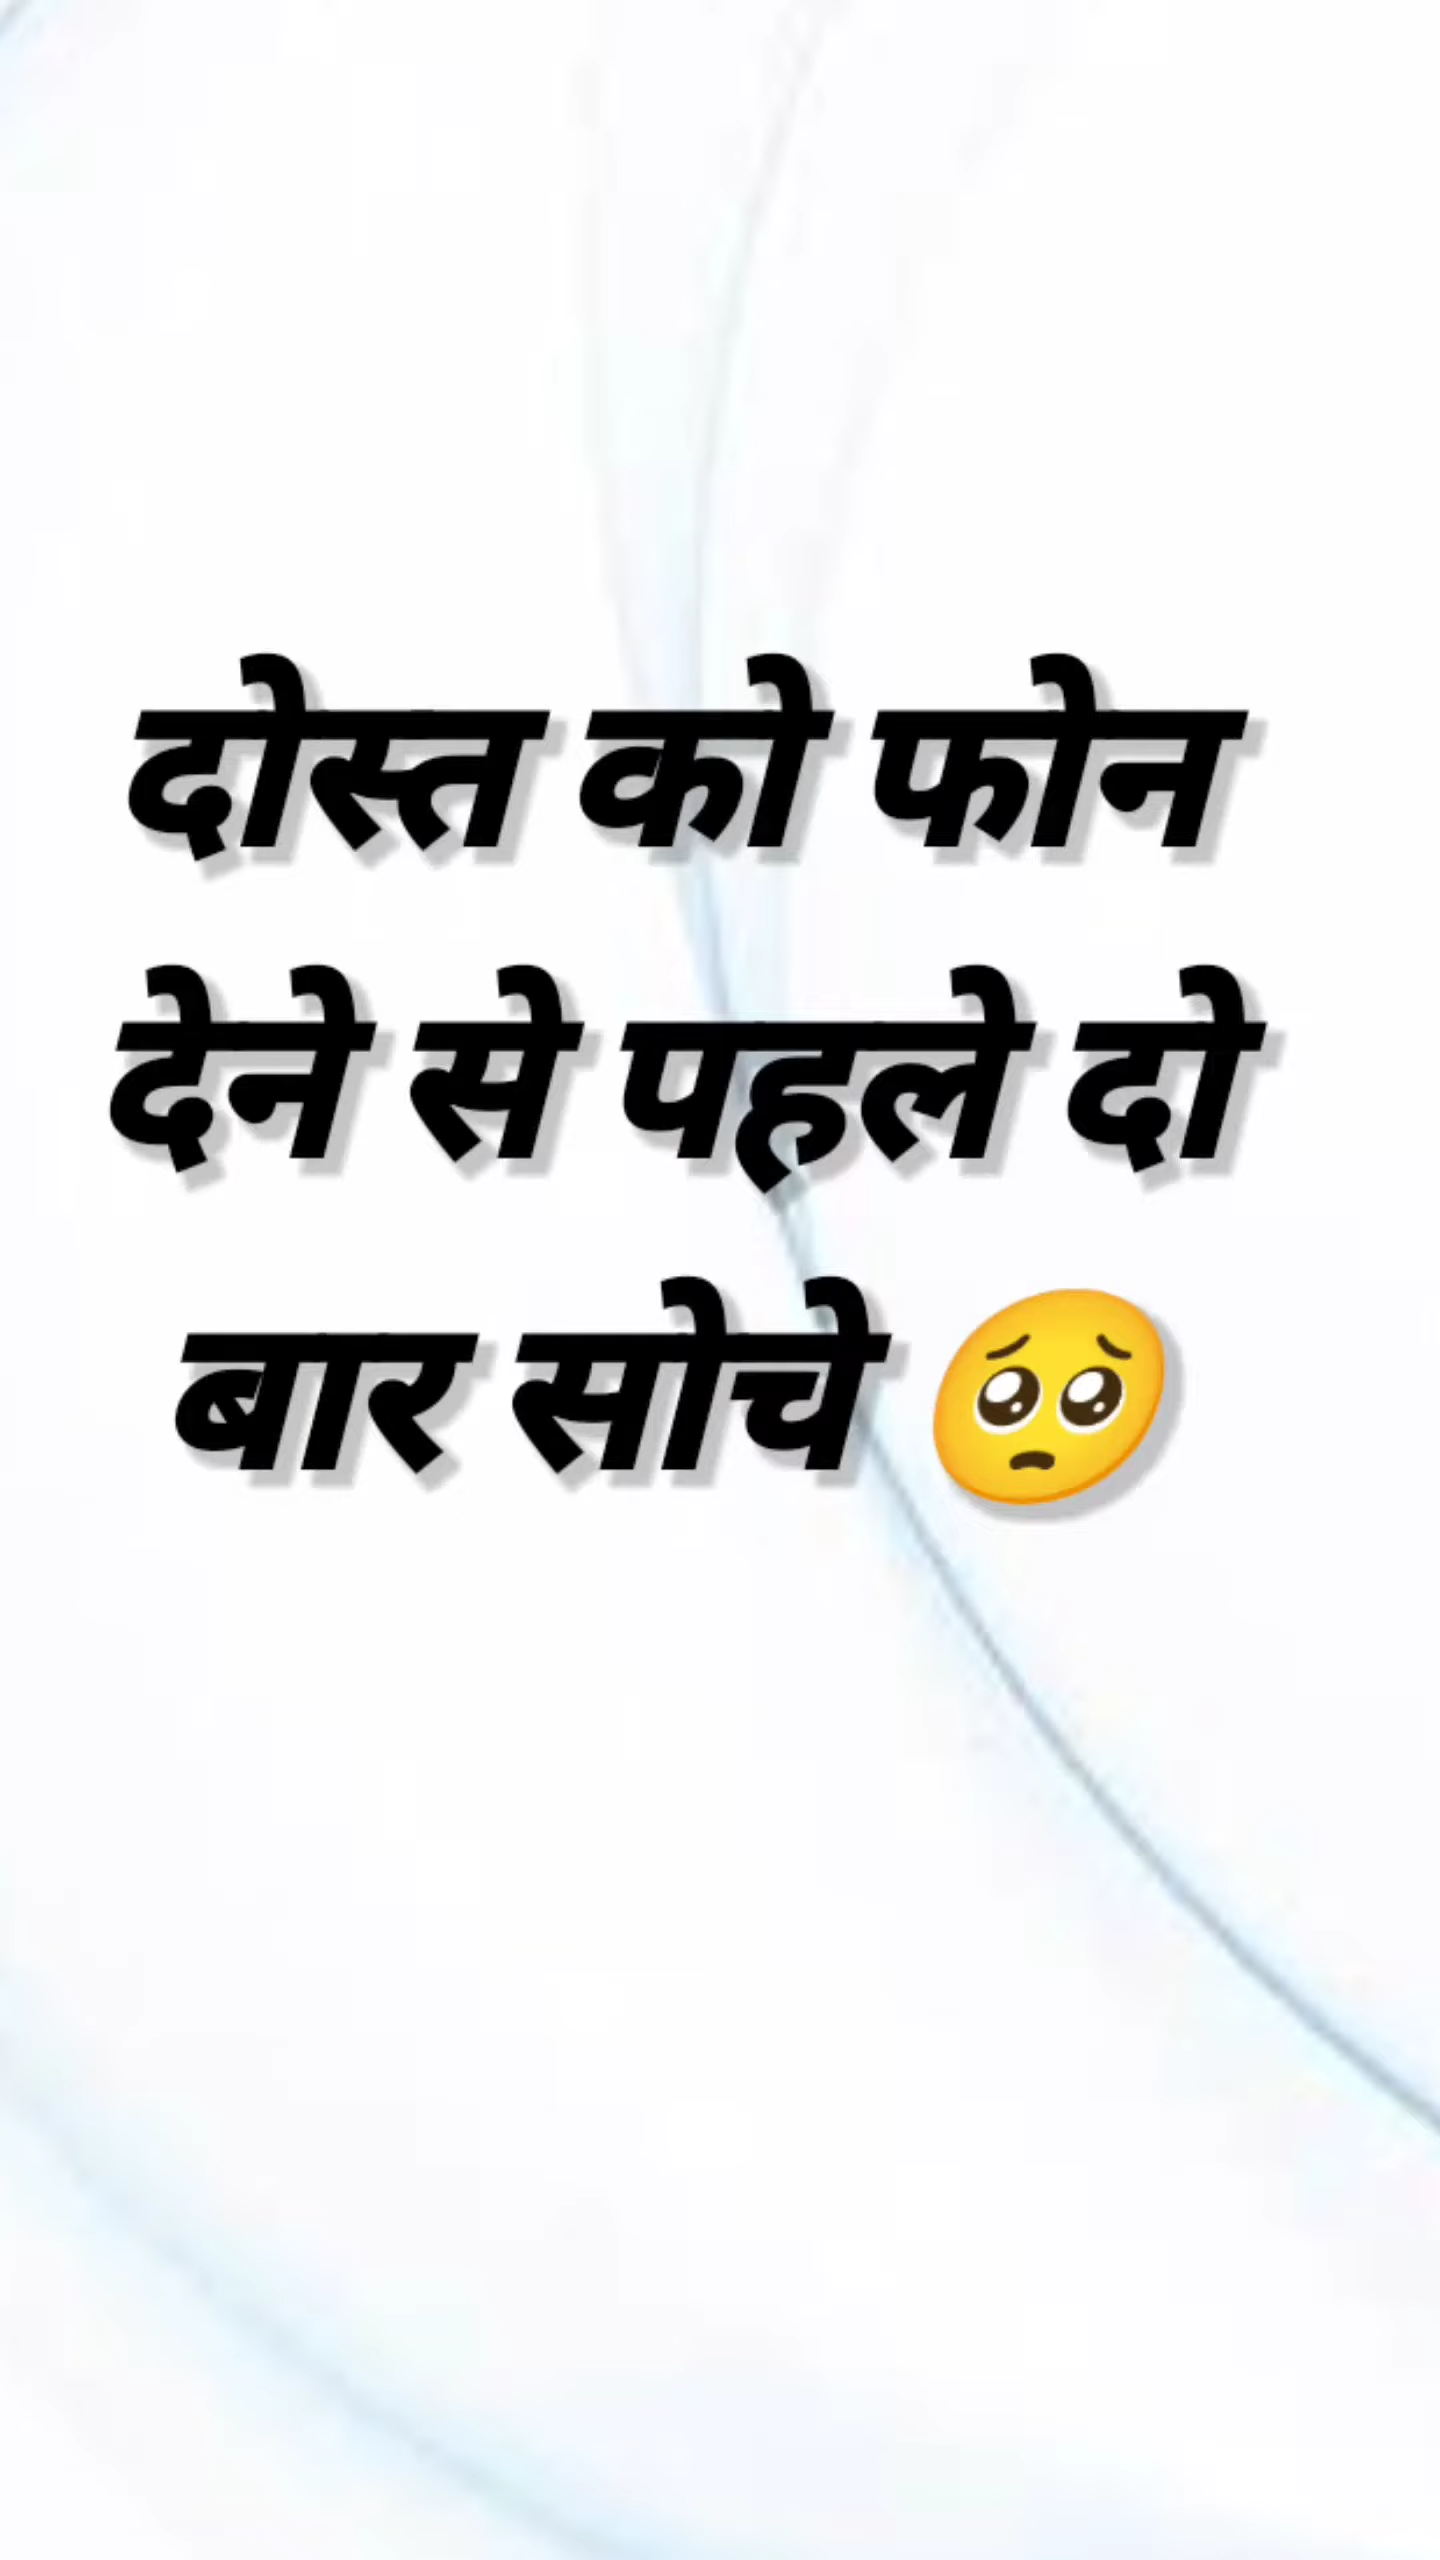 दोस्त को फोन
देने से पहले दो
बार सोचे 🥺